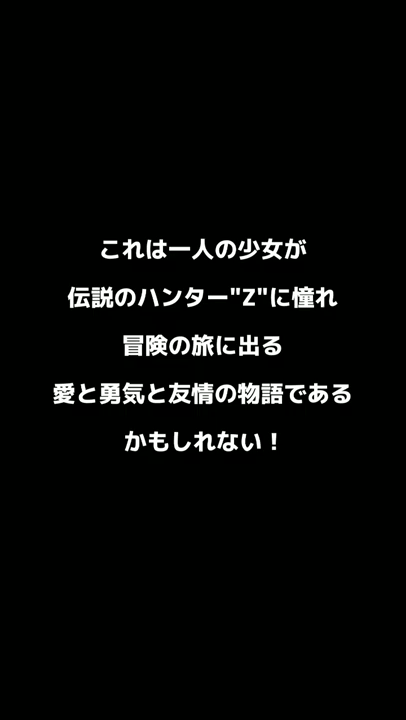 これは一人の少女が
伝説のハンター"Z"に憧れ
冒険の旅に出る
愛と勇気と友情の物語である
かもしれない！